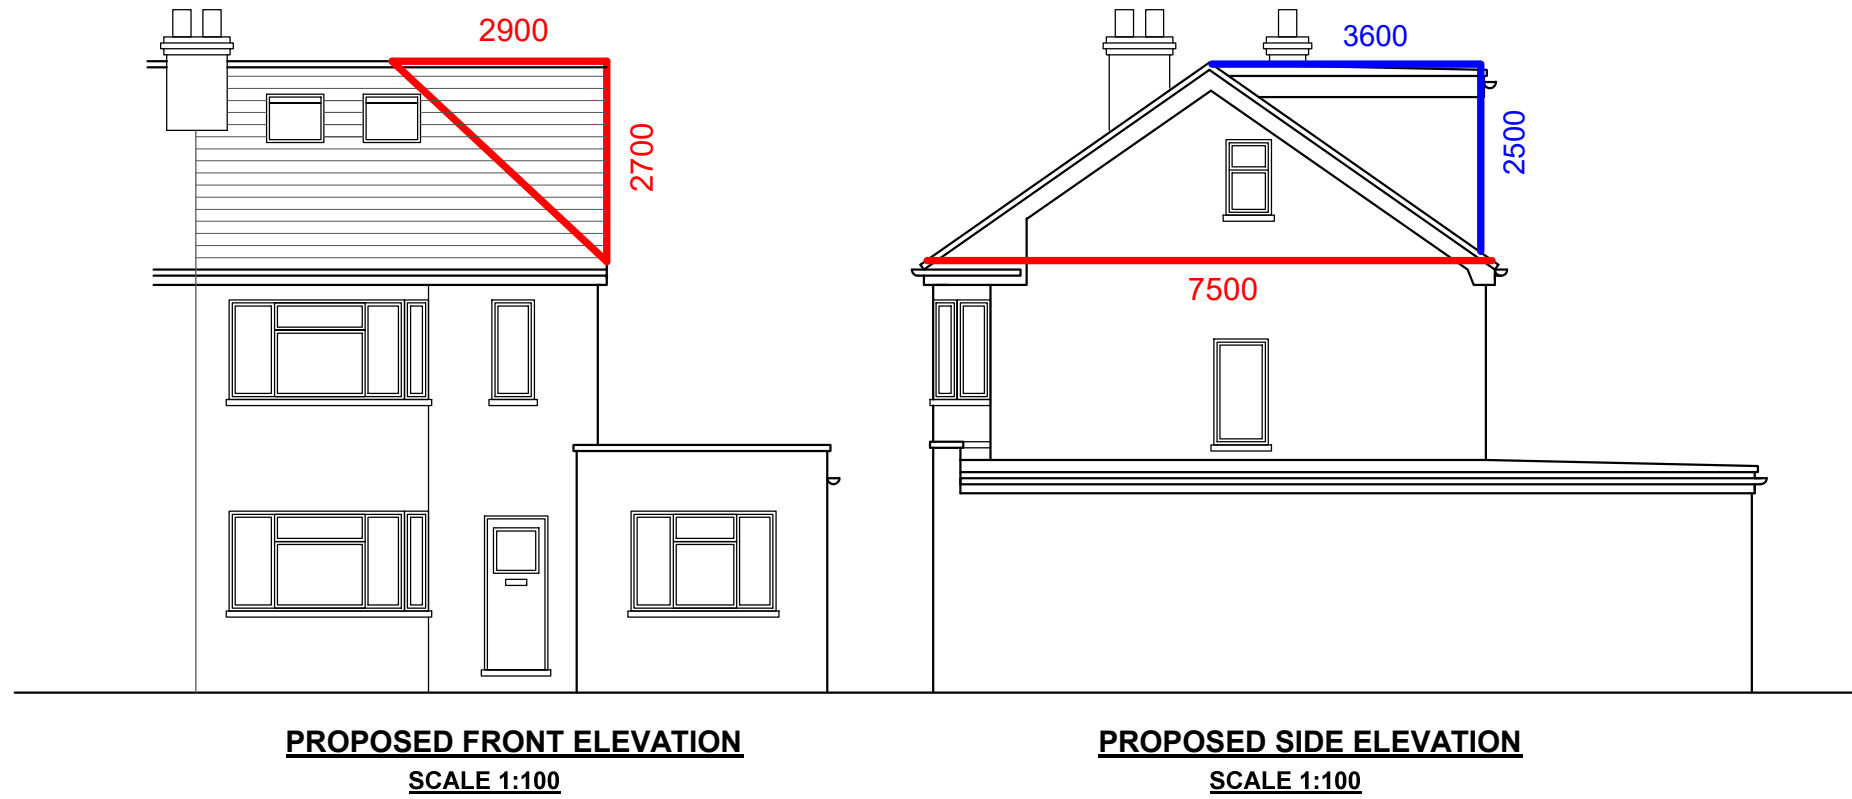 2900
2700
3600
2500
7500
PROPOSED FRONT ELEVATION
SCALE 1:100
PROPOSED SIDE ELEVATION
SCALE 1:100